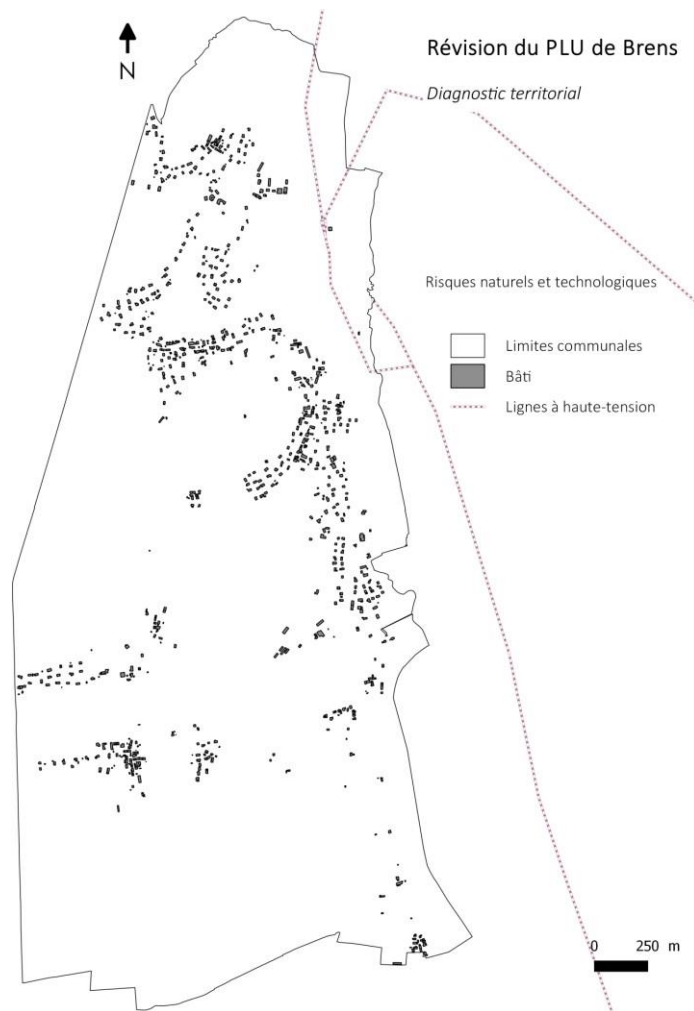 Révision du PLU de Brens
Diagnostic territorial
N
Risques naturels et technologiques
Limites communales
Bâti
Lignes à haute-tension
0 250 m